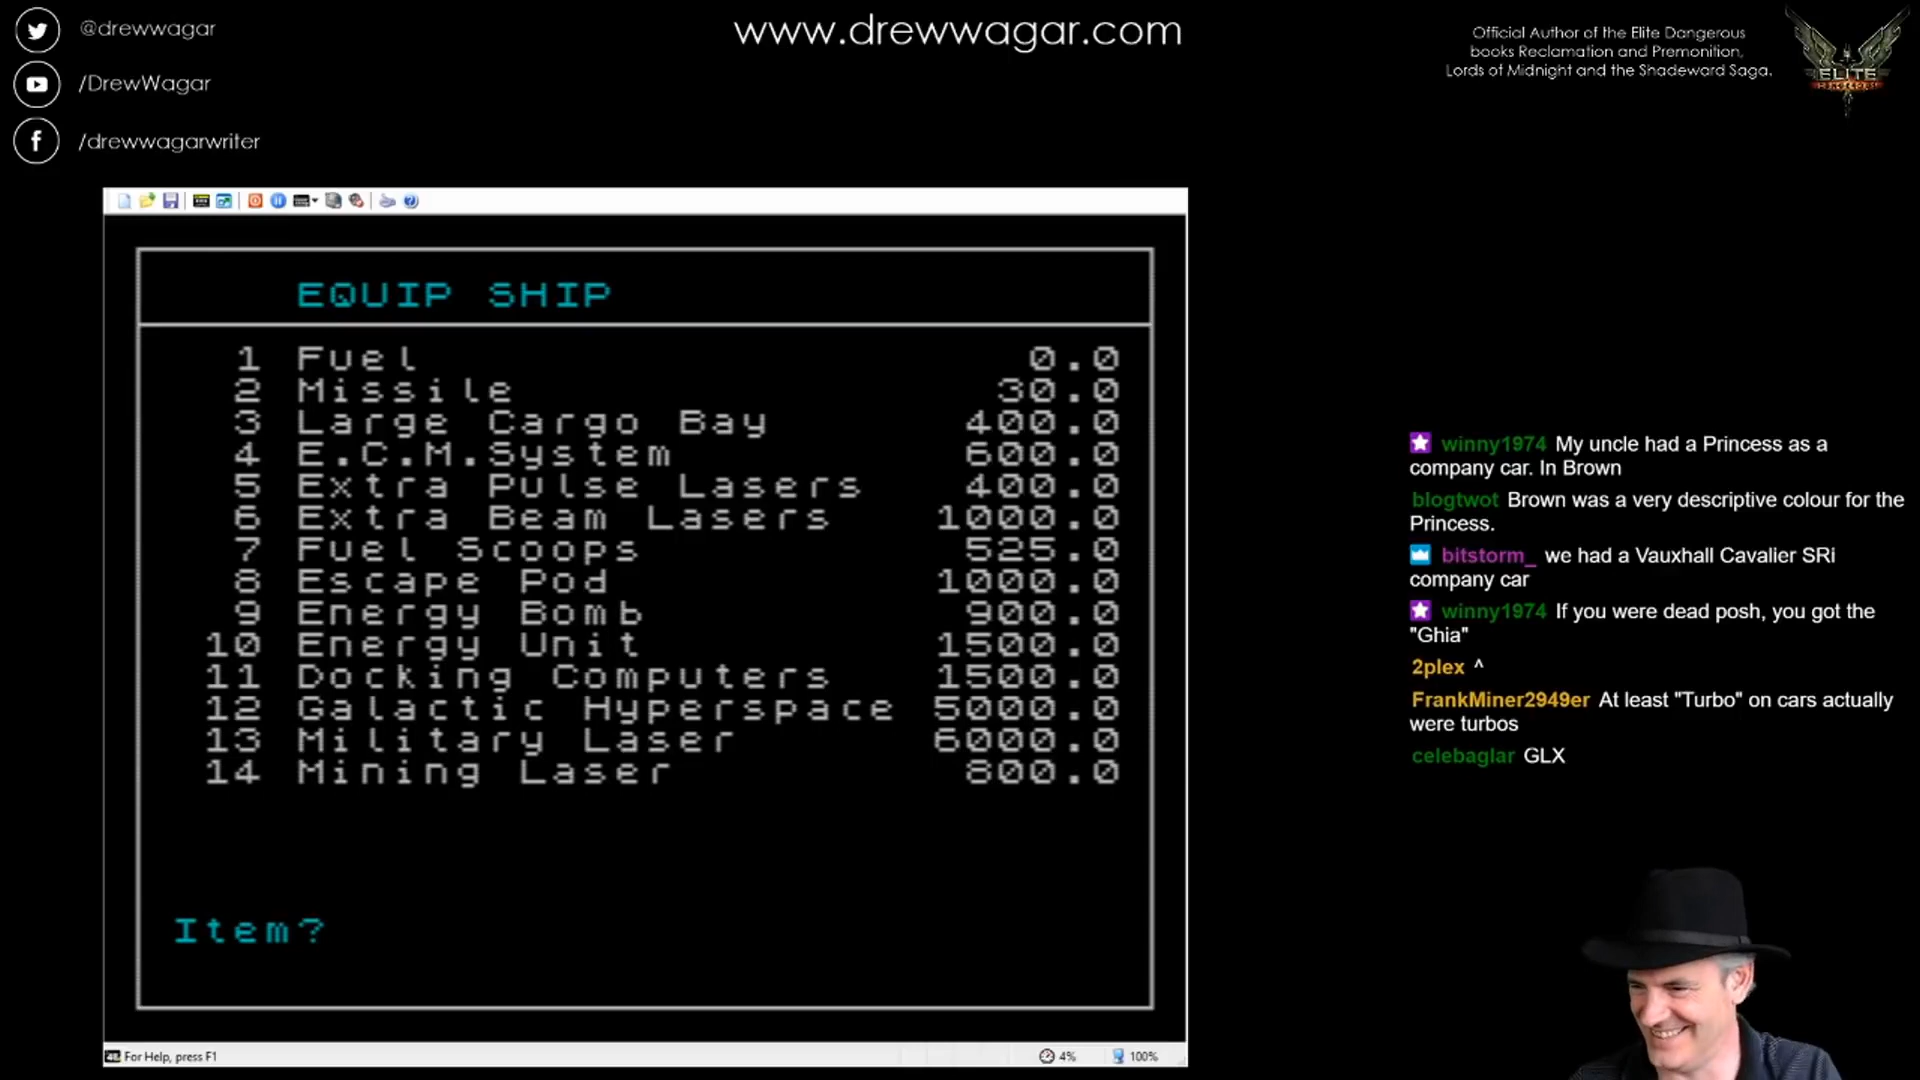 @drewwagar
/DrewWagar
/drewwagarwriter
www.drewwagar.com
Official Author of the Elite Dangerous
books Reclamation and Premonition,
Lords of Midnight and the Shadeward Saga.
ELITE
DANGEROUS
EQUIP SHIP
1 Fuel 0.0
2 Missile 30.0
3 Large Cargo Bay 400.0
4 E.C.M.System 600.0
5 Extra Pulse Lasers 400.0
6 Extra Beam Lasers 1000.0
7 Fuel Scoops 525.0
8 Escape Pod 1000.0
9 Energy Bomb 900.0
10 Energy Unit 1500.0
11 Docking Computers 1500.0
12 Galactic Hyperspace 5000.0
13 Military Laser 6000.0
14 Mining Laser 800.0
Item?
For Help, press F1
4%
100%
winny1974 My uncle had a Princess as a
company car. In Brown
blogtwot Brown was a very descriptive colour for the
Princess.
bitstorm_ we had a Vauxhall Cavalier SRi
company car
winny1974 If you were dead posh, you got the
"Ghia"
2plex ^
FrankMiner2949er At least "Turbo" on cars actually
were turbos
celebaglar GLX